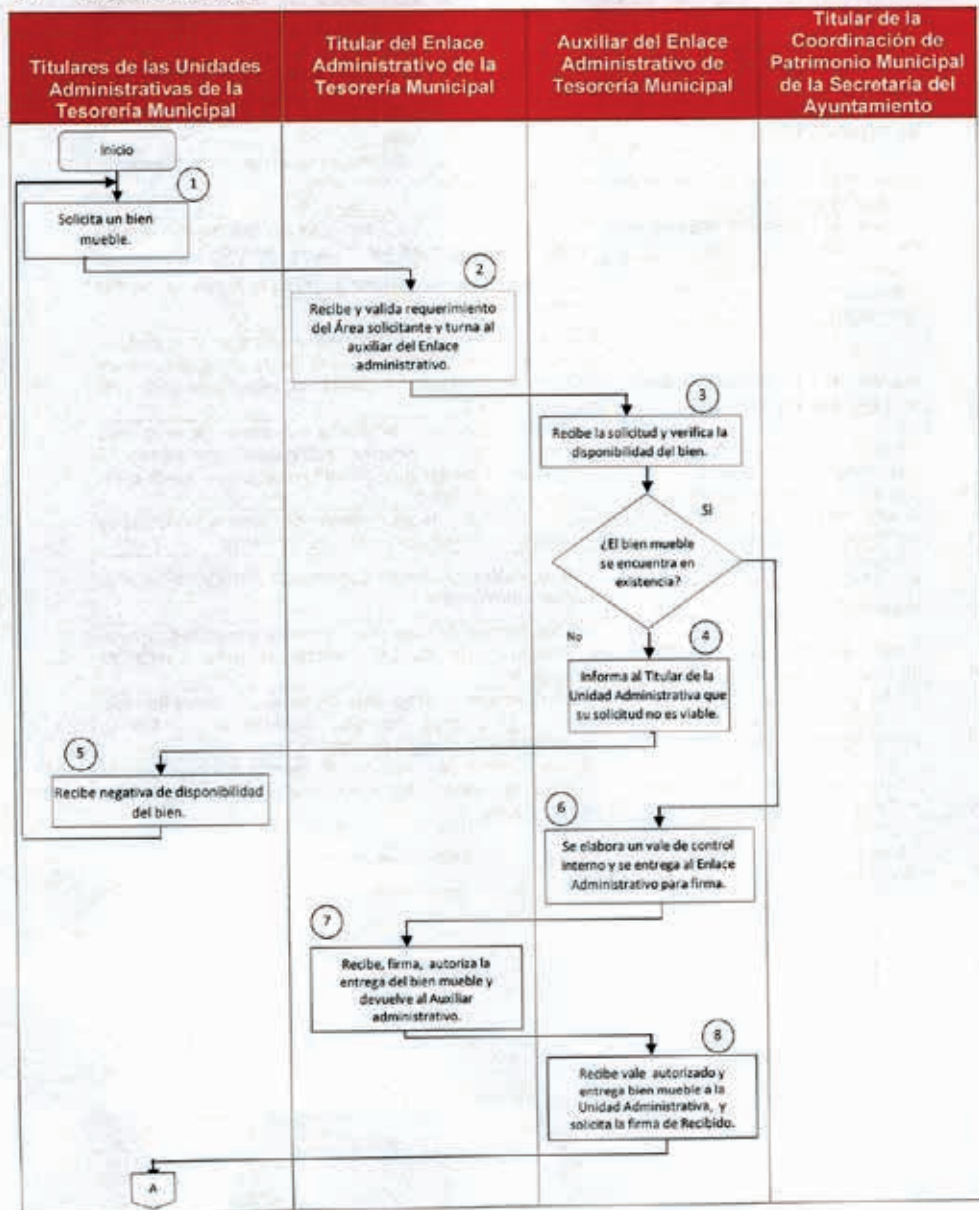 Titulares de las Unidades
Administrativas de la
Tesorería Municipal
Titular del Enlace
Administrativo de la
Tesorería Municipal
Auxiliar del Enlace
Administrativo de
Tesorería Municipal
Titular de la
Coordinación de
Patrimonio Municipal
de la Secretaría del
Ayuntamiento
Inicio
1
Solicita un bien
mueble.
2
Recibe y valida requerimiento
del Área solicitante y turna al
auxiliar del Enlace
administrativo.
3
Recibe la solicitud y verifica la
disponibilidad del bien.
Si
¿El bien mueble
se encuentra en
existencia?
No
4
Informa al Titular de la
Unidad Administrativa que
su solicitud no es viable.
5
Recibe negativa de disponibilidad
del bien.
6
Se elabora un vale de control
interno y se entrega al Enlace
Administrativo para firma.
7
Recibe, firma, autoriza la
entrega del bien mueble y
devuelve al Auxiliar
administrativo.
8
Recibe vale autorizado y
entrega bien mueble a la
Unidad Administrativa, y
solicita la firma de Recibido.
A